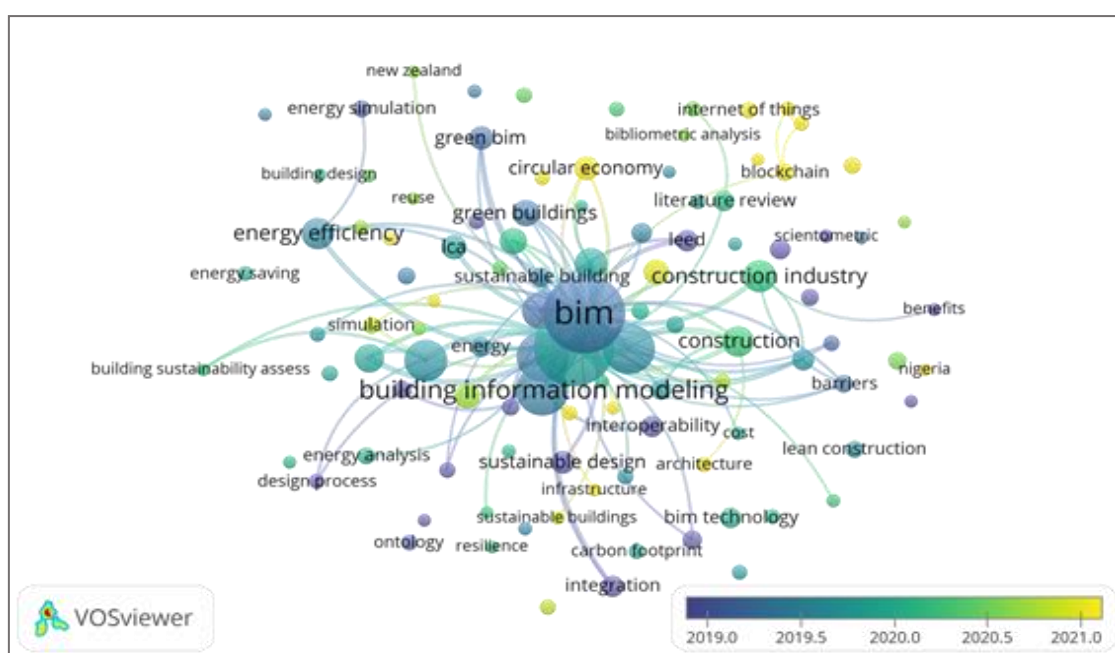 new zealand
energy simulation
internet of things
green bim
bibliometric analysis
circular economy
building design
blockchain
reuse
literature review
green buildings
energy efficiency
lca
leed
scientometric
energy saving
sustainable building
construction industry
bim
benefits
simulation
energy
construction
building sustainability assess
nigeria
building information modeling
barriers
interoperability
cost
lean construction
energy analysis
sustainable design
architecture
design process
infrastructure
sustainable buildings
bim technology
ontology
resilience
carbon footprint
integration
VOSviewer
2019.0 2019.5 2020.0 2020.5 2021.0